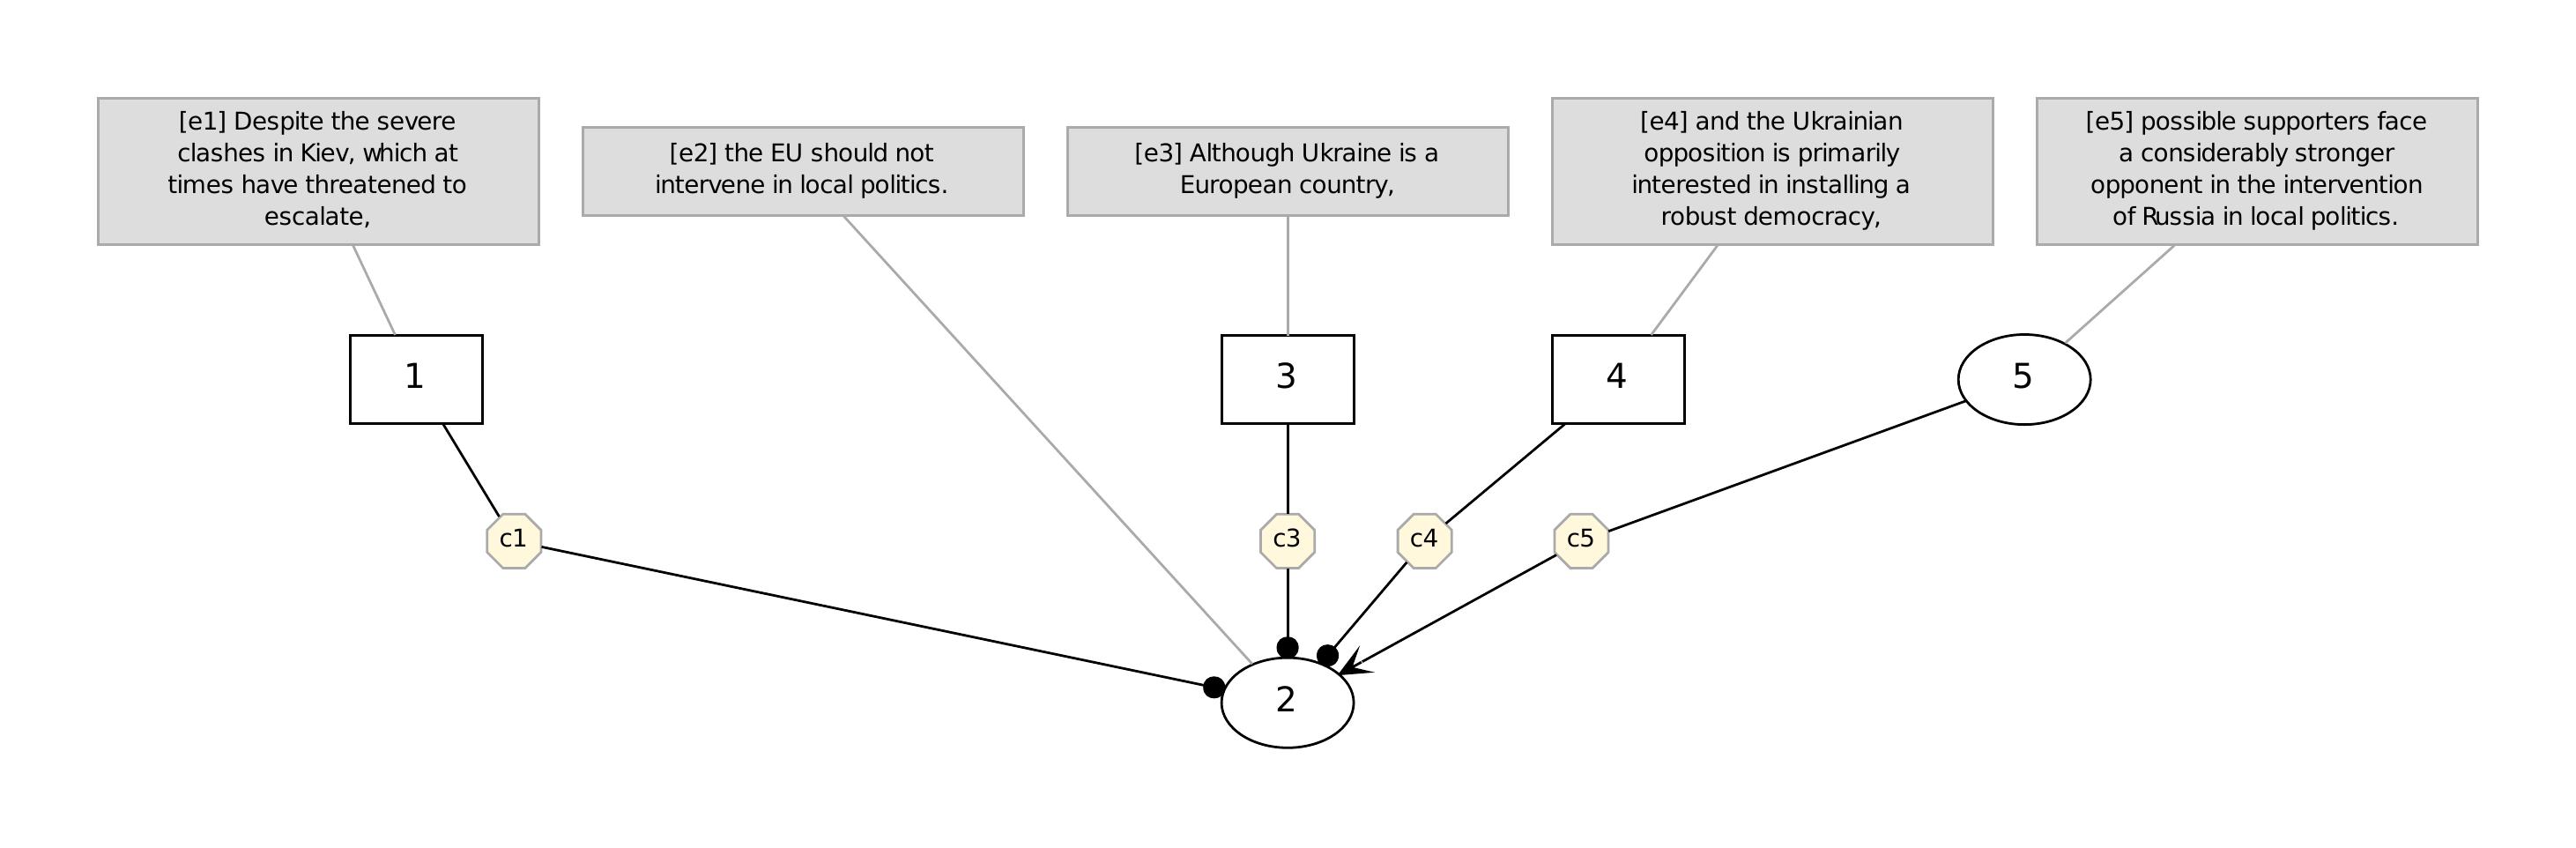 [e1] Despite the severe
clashes in Kiev, which at
times have threatened to
escalate,
[e2] the EU should not
intervene in local politics.
[e3] Although Ukraine is a
European country,
[e4] and the Ukrainian
opposition is primarily
interested in installing a
robust democracy,
[e5] possible supporters face
a considerably stronger
opponent in the intervention
of Russia in local politics.
1
3
4
5
c1
c3
c4
c5
2